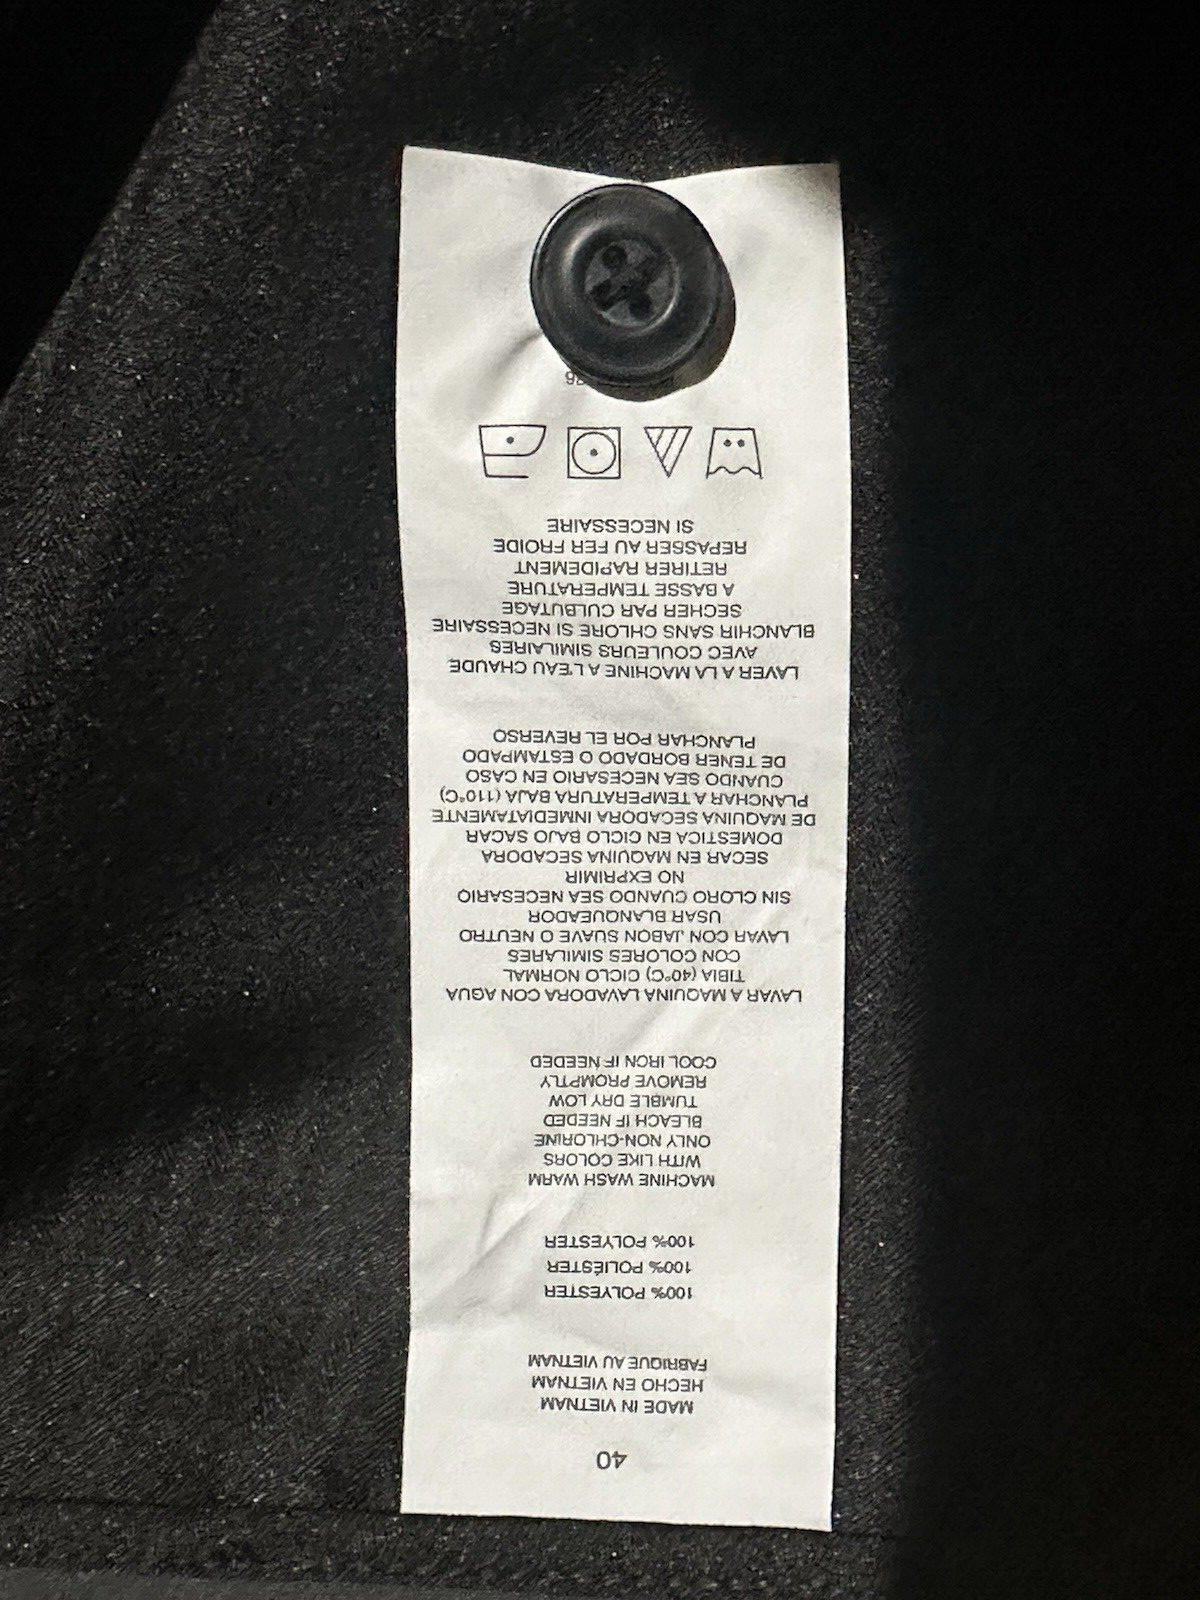 40
MADE IN VIETNAM
HECHO EN VIETNAM
FABRIQUE AU VIETNAM
100% POLYESTER
100% POLIÉSTER
100% POLYESTER
MACHINE WASH WARM
WITH LIKE COLORS
ONLY NON-CHLORINE
BLEACH IF NEEDED
TUMBLE DRY LOW
REMOVE PROMPTLY
COOL IRON IF NEEDED
LAVAR A MAQUINA LAVADORA CON AGUA
TIBIA (40°C) CICLO NORMAL
CON COLORES SIMILARES
LAVAR CON JABON SUAVE O NEUTRO
USAR BLANQUEADOR
SIN CLORO CUANDO SEA NECESARIO
NO EXPRIMIR
SECAR EN MAQUINA SECADORA
DOMESTICA EN CICLO BAJO SACAR
DE MAQUINA SECADORA INMEDIATAMENTE
PLANCHAR A TEMPERATURA BAJA (110°C)
CUANDO SEA NECESARIO EN CASO
DE TENER BORDADO O ESTAMPADO
PLANCHAR POR EL REVERSO
LAVER A LA MACHINE A L'EAU CHAUDE
AVEC COULEURS SIMILAIRES
BLANCHIR SANS CHLORE SI NECESSAIRE
SECHER PAR CULBUTAGE
A BASSE TEMPERATURE
RETIRER RAPIDEMENT
REPASSER AU FER FROIDE
SI NECESSAIRE